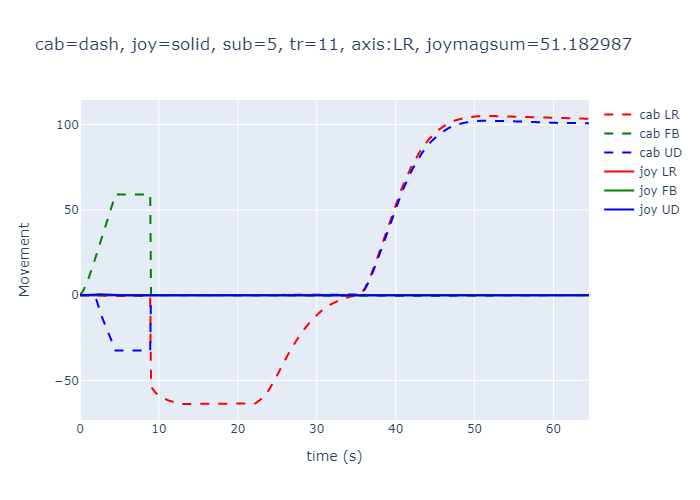 cab=dash, joy=solid, sub=5, tr=11, axis:LR, joymagsum=51.182987
cab LR
cab FB
cab UD
joy LR
joy FB
joy UD
Movement
100
50
0
−50
0 10 20 30 40 50 60
time (s)